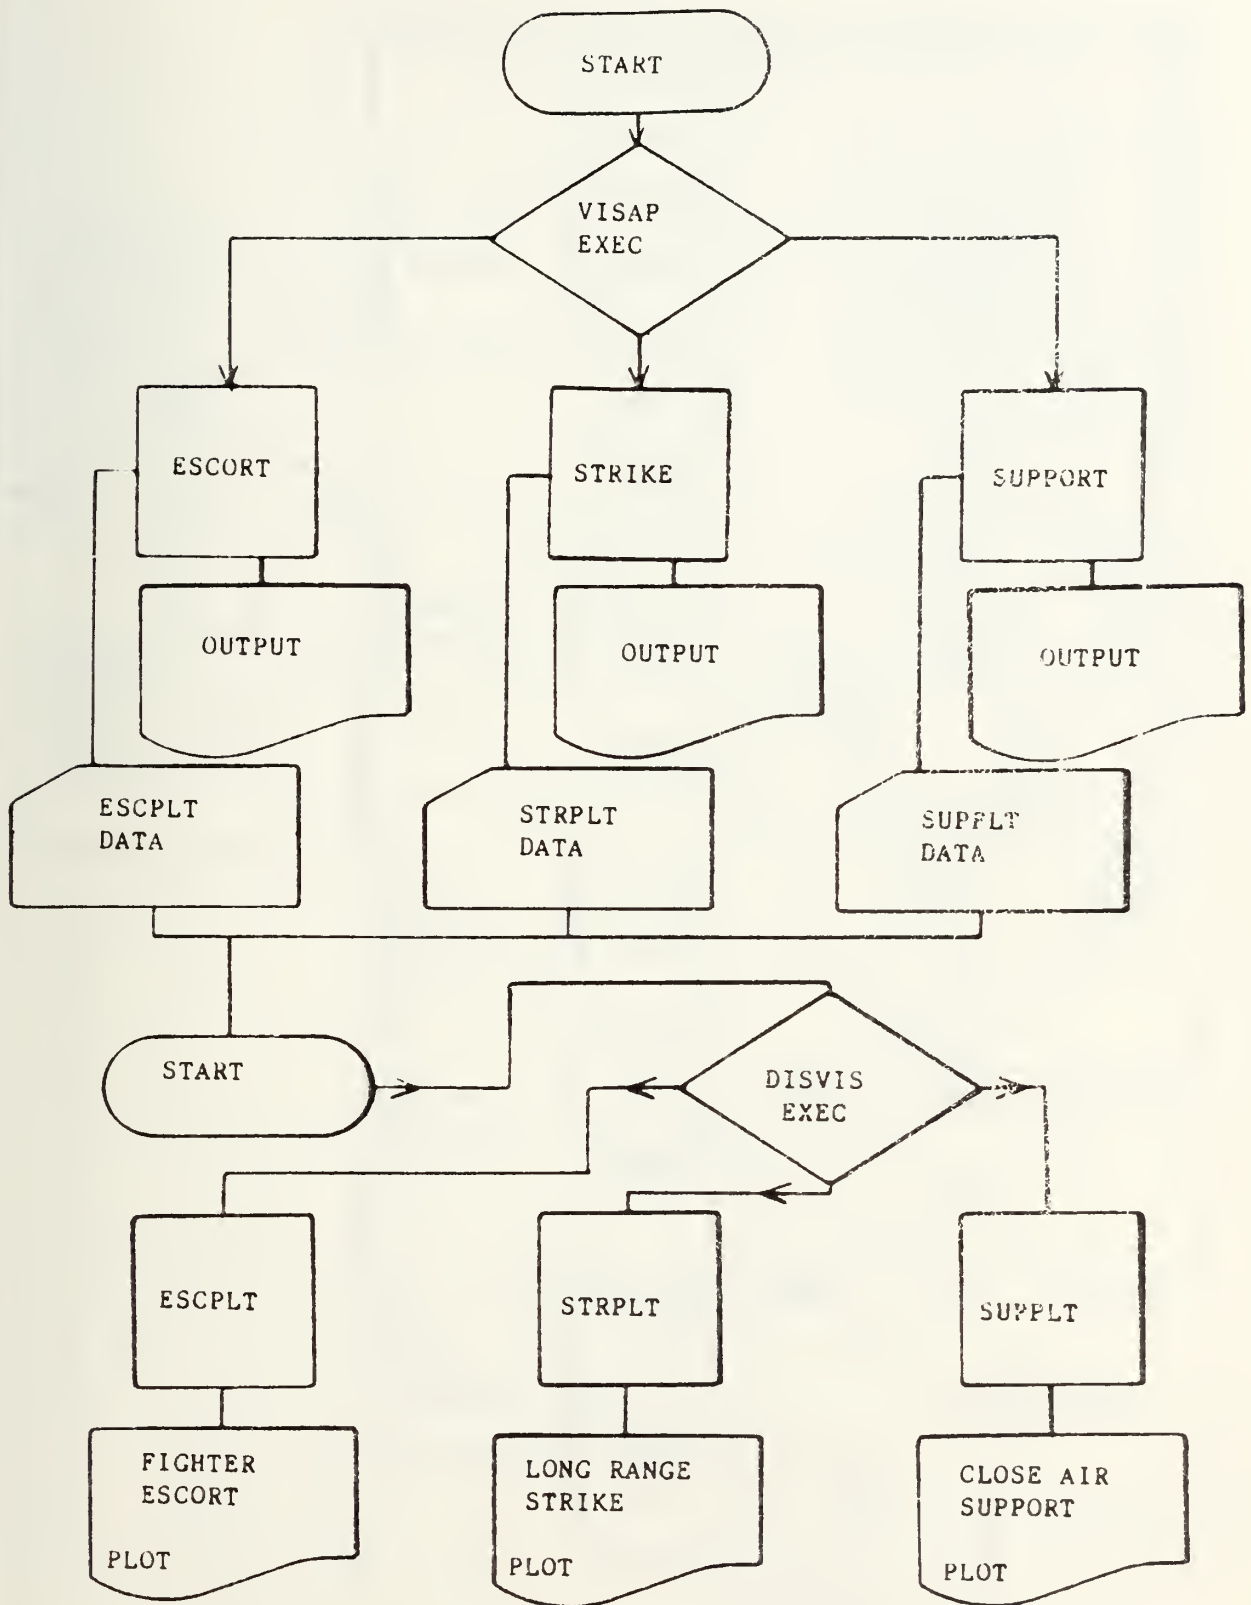 START
VISAP
EXEC
ESCORT
STRIKE
SUPPORT
OUTPUT
OUTPUT
OUTPUT
ESCPLT
DATA
STRPLT
DATA
SUPPLT
DATA
START
DISVIS
EXEC
ESCPLT
STRPLT
SUPPLT
FIGHTER
ESCORT
PLOT
LONG RANGE
STRIKE
PLOT
CLOSE AIR
SUPPORT
PLOT